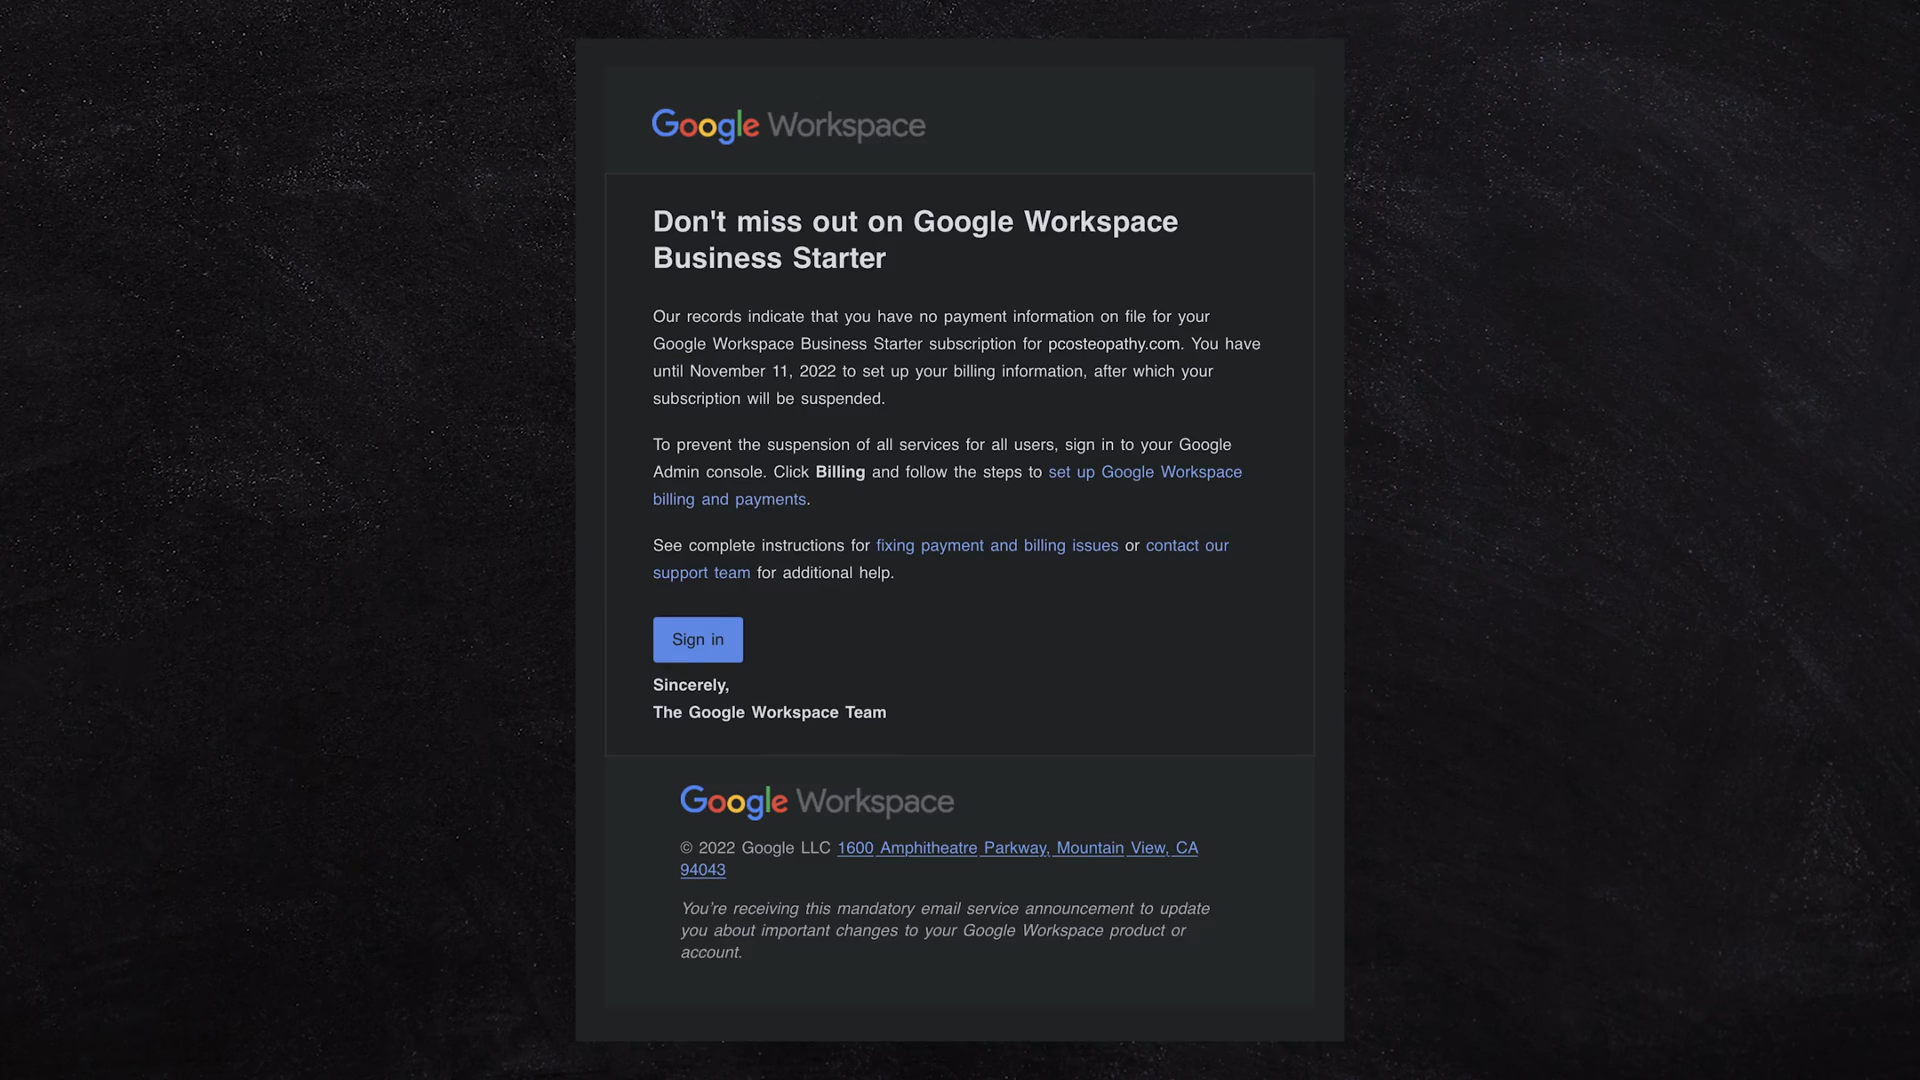 Google Workspace
Don't miss out on Google Workspace
Business Starter
Our records indicate that you have no payment information on file for your
Google Workspace Business Starter subscription for pcosteopathy.com. You have
until November 11, 2022 to set up your billing information, after which your
subscription will be suspended.
To prevent the suspension of all services for all users, sign in to your Google
Admin console. Click Billing and follow the steps to set up Google Workspace
billing and payments.
See complete instructions for fixing payment and billing issues or contact our
support team for additional help.
Sign in
Sincerely,
The Google Workspace Team
Google Workspace
© 2022 Google LLC 1600 Amphitheatre Parkway, Mountain View, CA
94043
You’re receiving this mandatory email service announcement to update
you about important changes to your Google Workspace product or
account.